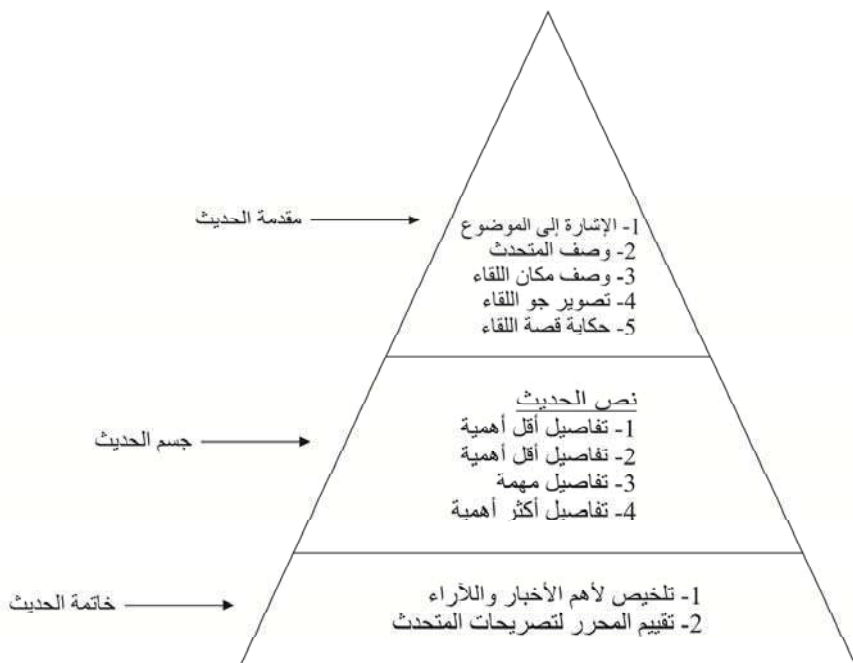 مقدمة الحديث
1- الإشارة إلى الموضوع
2- وصف المتحدث
3- وصف مكان اللقاء
4- تصوير جو اللقاء
5- حكاية قصة اللقاء
جسم الحديث
نص الحديث
1- تفاصيل أقل أهمية
2- تفاصيل أقل أهمية
3- تفاصيل مهمة
4- تفاصيل أكثر أهمية
خاتمة الحديث
1- تلخيص لأهم الأخبار واللآراء
2- تقييم المحرر لتصريحات المتحدث